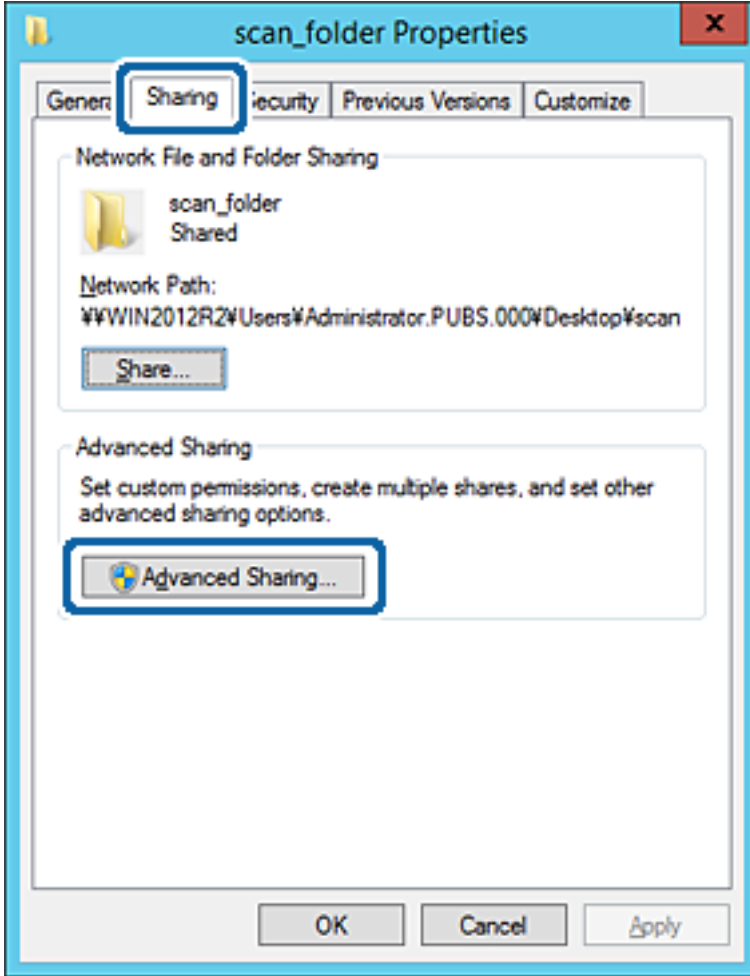 scan_folder Properties
x
General Sharing Security Previous Versions Customize
Network File and Folder Sharing
scan_folder
Shared
Network Path:
¥¥WIN2012R2¥Users¥Administrator.PUBS.000¥Desktop¥scan
Share...
Advanced Sharing
Set custom permissions, create multiple shares, and set other
advanced sharing options.
Advanced Sharing...
OK Cancel Apply